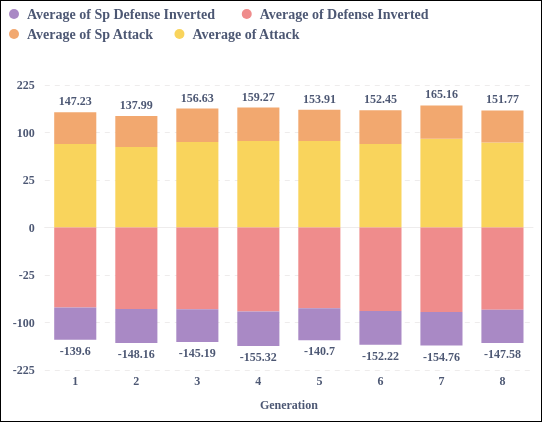 Average of Sp Defense Inverted Average of Defense Inverted
Average of Sp Attack Average of Attack
225
147.23 137.99 156.63 159.27 153.91 152.45 165.16 151.77
100
25
0
-25
-100
-139.6 -148.16 -145.19 -155.32 -140.7 -152.22 -154.76 -147.58
-225
1 2 3 4 5 6 7 8
Generation